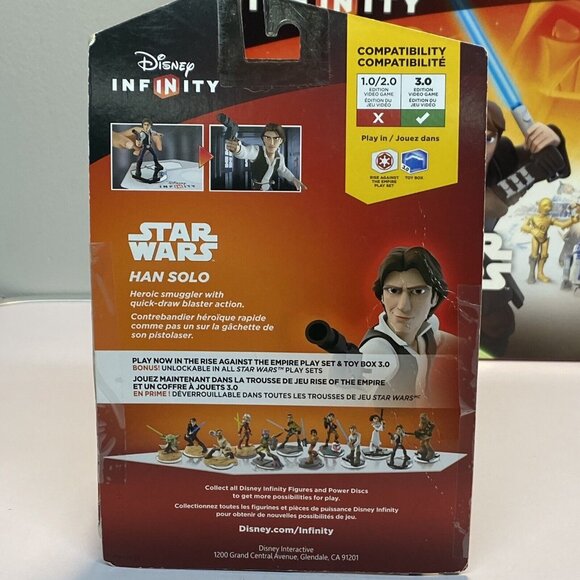 INFINITY
DISNEY
INFINITY
COMPATIBILITY
COMPATIBILITÉ
1.0/2.0
EDITION
VIDEO GAME
ÉDITION DU
JEU VIDÉO
X
3.0
EDITION
VIDEO GAME
ÉDITION DU
JEU VIDÉO
Play in / Jouez dans
RISE AGAINST
THE EMPIRE
PLAY SET
TOY BOX
STAR
WARS
HAN SOLO
Heroic smuggler with
quick-draw blaster action.
Contrebandier héroïque rapide
comme pas un sur la gâchette de
son pistolaser.
PLAY NOW IN THE RISE AGAINST THE EMPIRE PLAY SET & TOY BOX 3.0
BONUS! UNLOCKABLE IN ALL STAR WARS™ PLAY SETS
JOUEZ MAINTENANT DANS LA TROUSSE DE JEU RISE OF THE EMPIRE
ET UN COFFRE À JOUETS 3.0
EN PRIME ! DÉVERROUILLABLE DANS TOUTES LES TROUSSES DE JEU STAR WARS
Collect all Disney Infinity Figures and Power Discs
to get more possibilities for play.
Collectionnez toutes les figurines et pièces de puissance Disney Infinity
pour obtenir de nouvelles possibilités de jeu.
Disney.com/Infinity
Disney Interactive
1200 Grand Central Avenue, Glendale, CA 91201